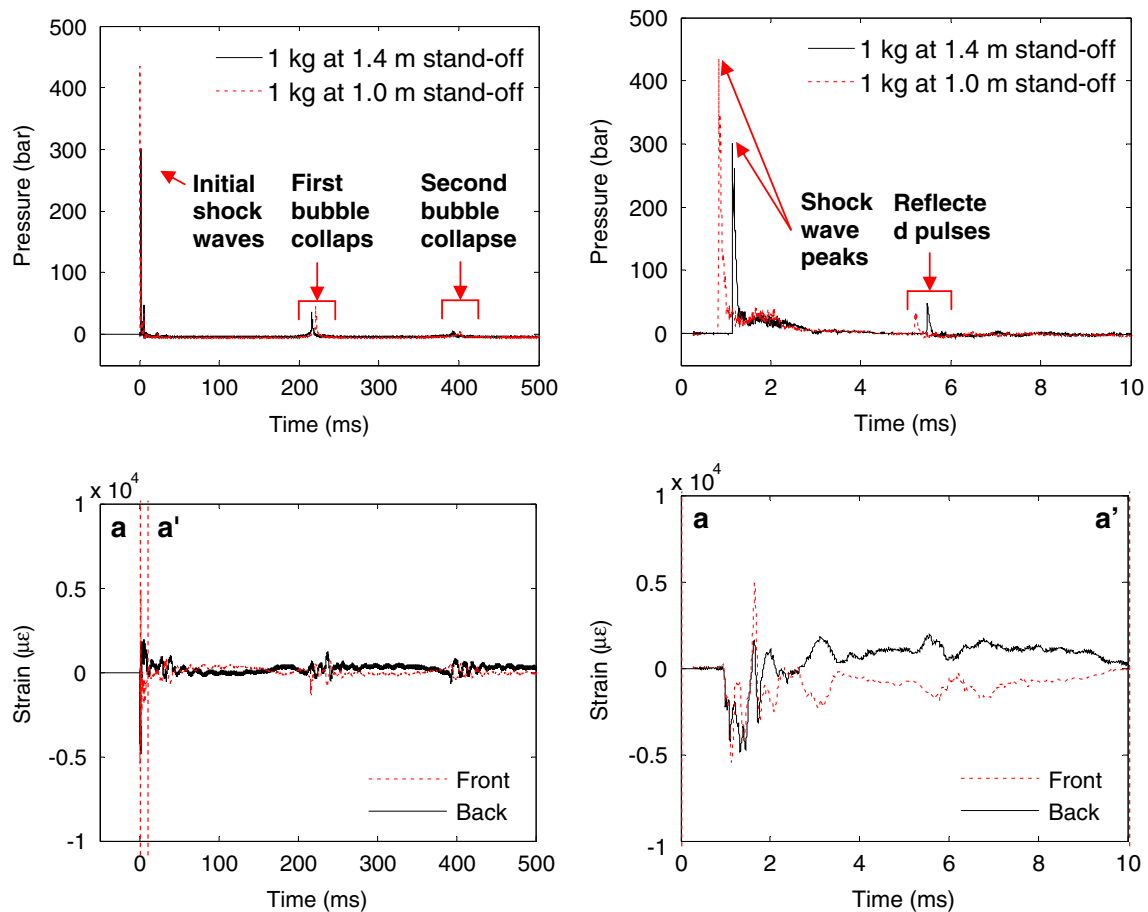 1 kg at 1.4 m stand-off
1 kg at 1.0 m stand-off
Initial
shock
waves
First
bubble
collaps
Second
bubble
collapse
500
400
300
200
100
0
Pressure (bar)
0 100 200 300 400 500
Time (ms)
1 kg at 1.4 m stand-off
1 kg at 1.0 m stand-off
Shock
wave
peaks
Reflecte
d pulses
500
400
300
200
100
0
Pressure (bar)
0 2 4 6 8 10
Time (ms)
x 10^4
a a'
1
0.5
0
-0.5
-1
Strain (με)
Front
Back
0 100 200 300 400 500
Time (ms)
x 10^4
a a’
1
0.5
0
-0.5
-1
Strain (με)
Front
Back
0 2 4 6 8 10
Time (ms)